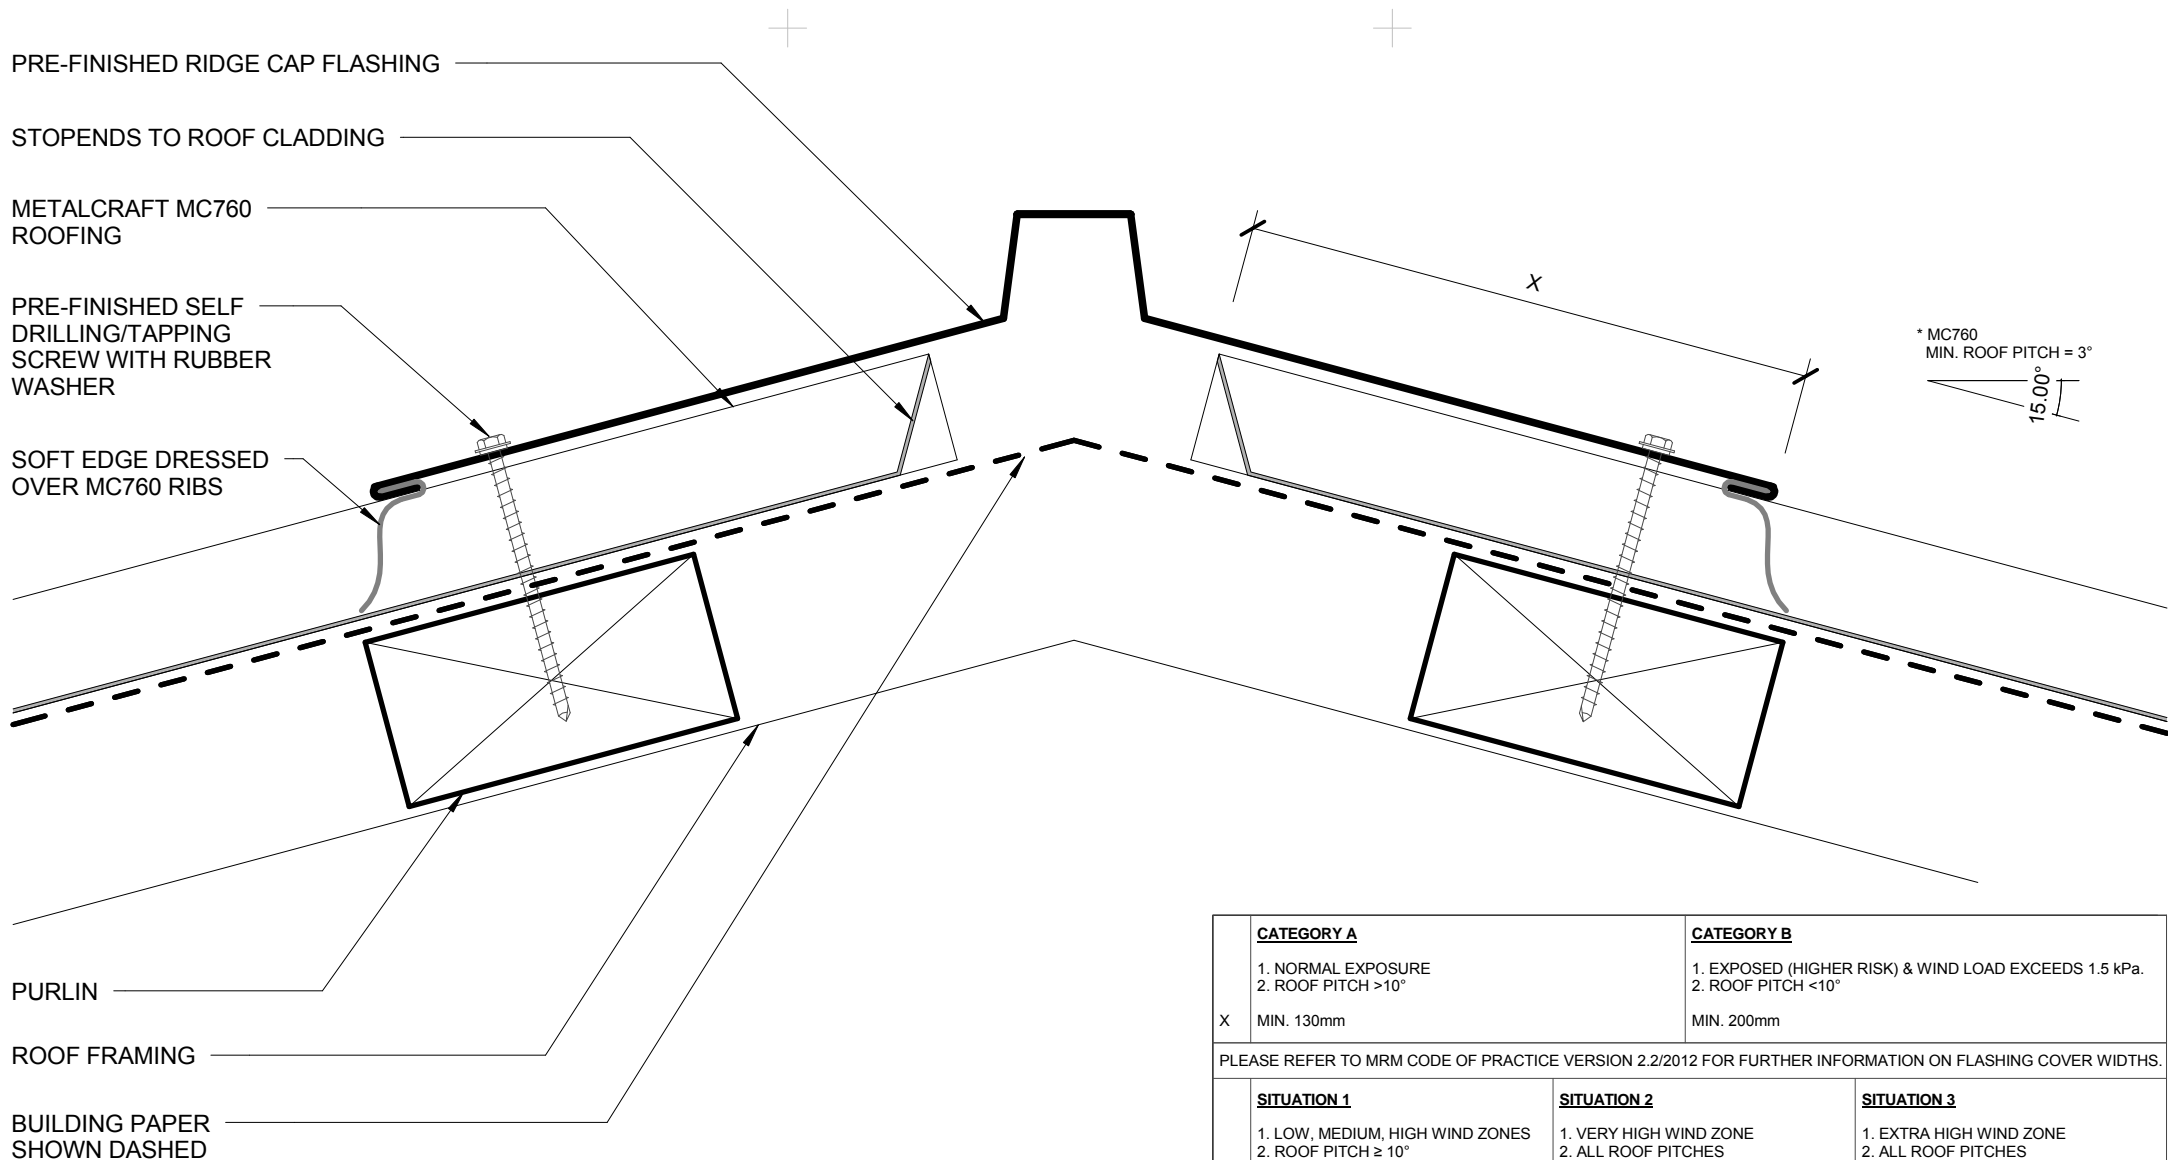 PRE-FINISHED RIDGE CAP FLASHING
STOPENDS TO ROOF CLADDING
METALCRAFT MC760
ROOFING
PRE-FINISHED SELF
DRILLING/TAPPING
SCREW WITH RUBBER
WASHER
SOFT EDGE DRESSED
OVER MC760 RIBS
X
* MC760
MIN. ROOF PITCH = 3°
15.00°
PURLIN
ROOF FRAMING
BUILDING PAPER
SHOWN DASHED
CATEGORY A
1. NORMAL EXPOSURE
2. ROOF PITCH >10°
X MIN. 130mm
CATEGORY B
1. EXPOSED (HIGHER RISK) & WIND LOAD EXCEEDS 1.5 kPa.
2. ROOF PITCH <10°
MIN. 200mm
PLEASE REFER TO MRM CODE OF PRACTICE VERSION 2.2/2012 FOR FURTHER INFORMATION ON FLASHING COVER WIDTHS.
SITUATION 1
1. LOW, MEDIUM, HIGH WIND ZONES
2. ROOF PITCH ≥ 10°
SITUATION 2
1. VERY HIGH WIND ZONE
2. ALL ROOF PITCHES
SITUATION 3
1. EXTRA HIGH WIND ZONE
2. ALL ROOF PITCHES